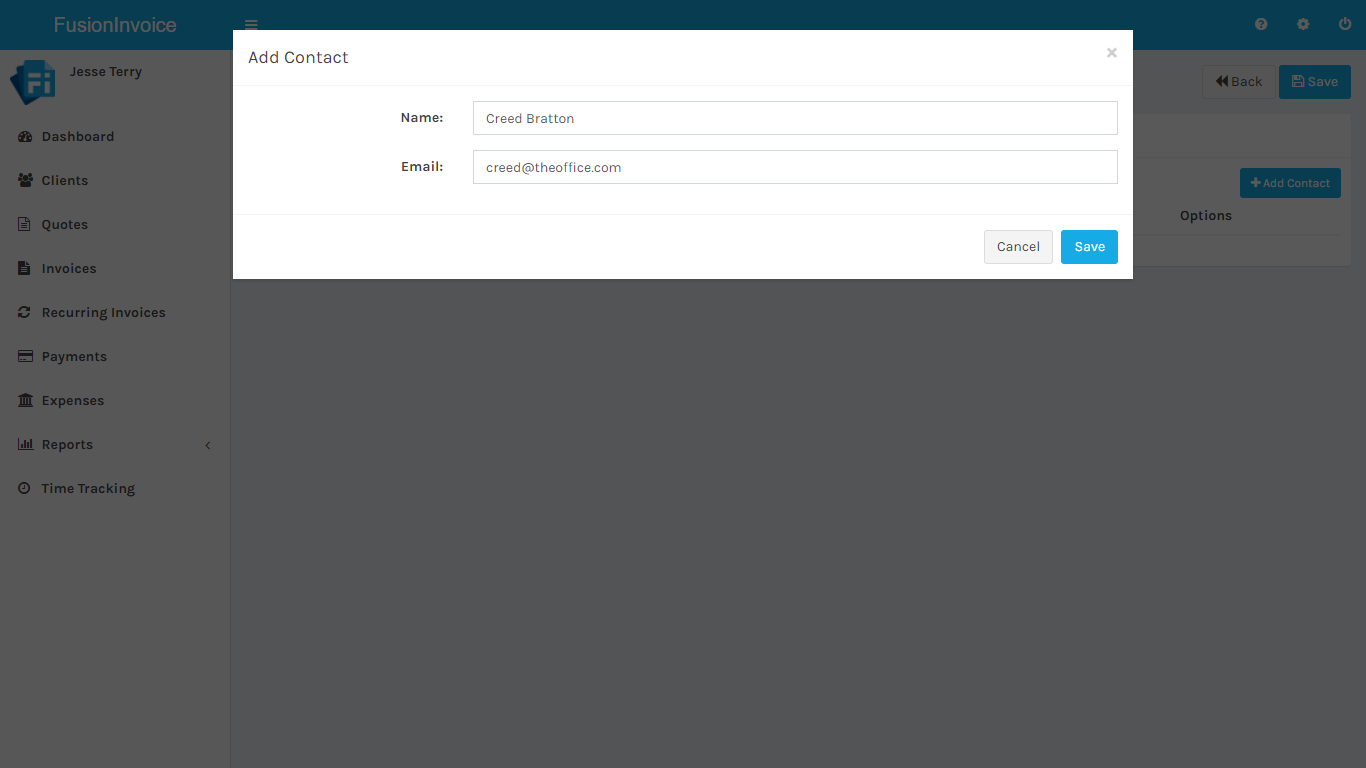 FusionInvoice
Jesse Terry
Dashboard
Clients
Quotes
Invoices
Recurring Invoices
Payments
Expenses
Reports
Time Tracking
Back
Save
Add Contact
Options
Add Contact
×
Name:
Creed Bratton
Email:
creed@theoffice.com
Cancel
Save